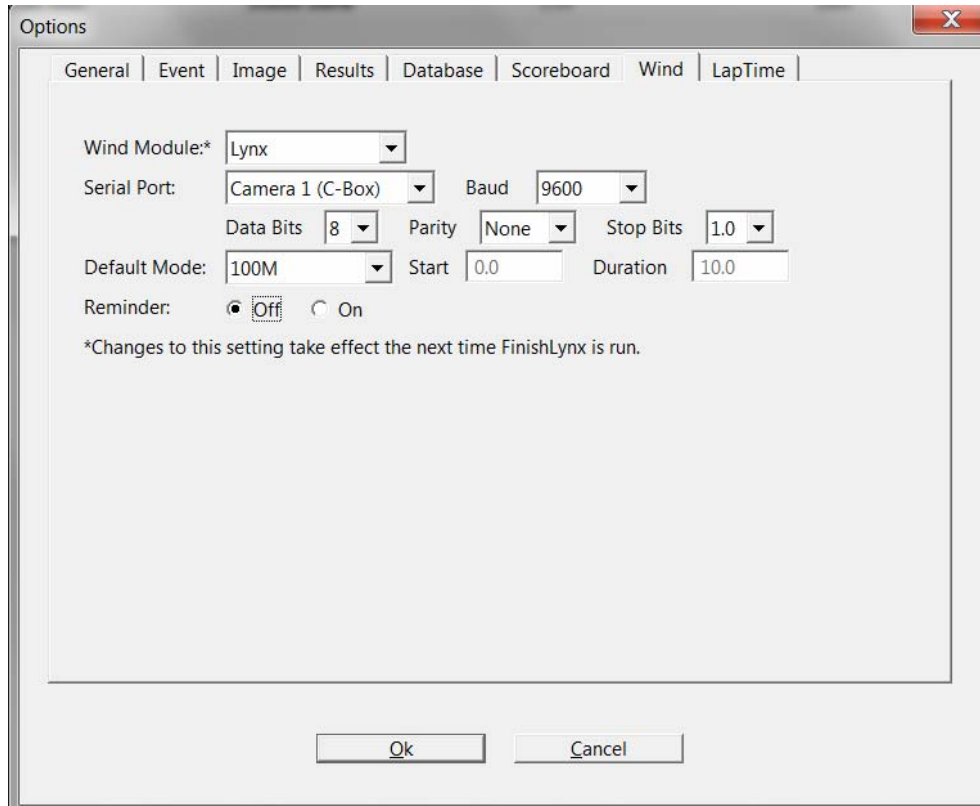 Options
General Event Image Results Database Scoreboard Wind LapTime
Wind Module:* Lynx
Serial Port: Camera 1 (C-Box) Baud 9600
Data Bits 8 Parity None Stop Bits 1.0
Default Mode: 100M Start 0.0 Duration 10.0
Reminder: Off On
*Changes to this setting take effect the next time FinishLynx is run.
Ok Cancel